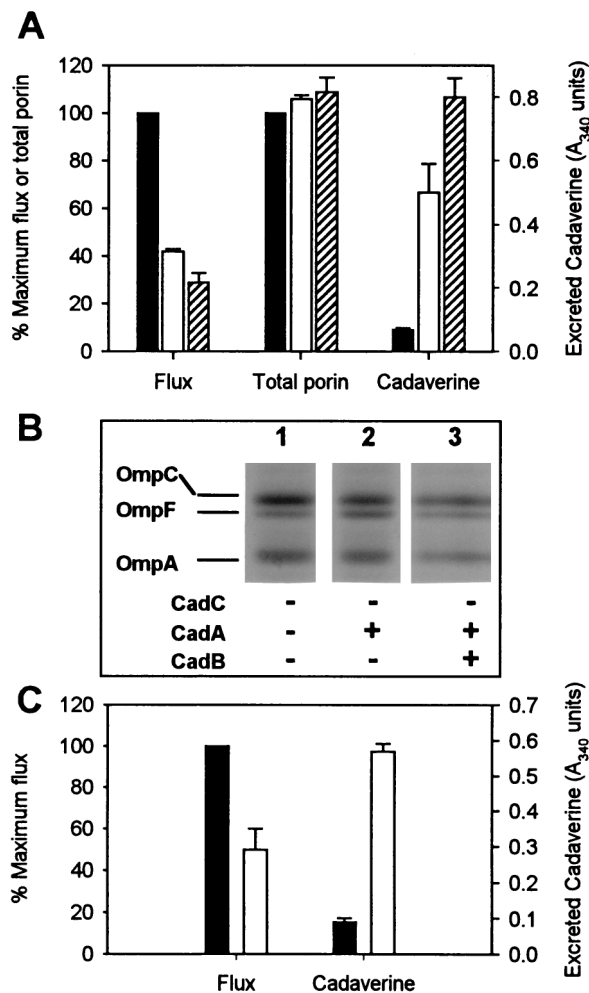 A
% Maximum flux or total porin
120
100
80
60
40
20
0
Excreted Cadaverine (A340 units)
0.8
0.6
0.4
0.2
0.0
Flux Total porin Cadaverine
B
1 2 3
OmpC
OmpF
OmpA
CadC - - -
CadA - + +
CadB - - +
C
% Maximum flux
120
100
80
60
40
20
0
Excreted Cadaverine (A340 units)
0.7
0.6
0.5
0.4
0.3
0.2
0.1
0.0
Flux Cadaverine